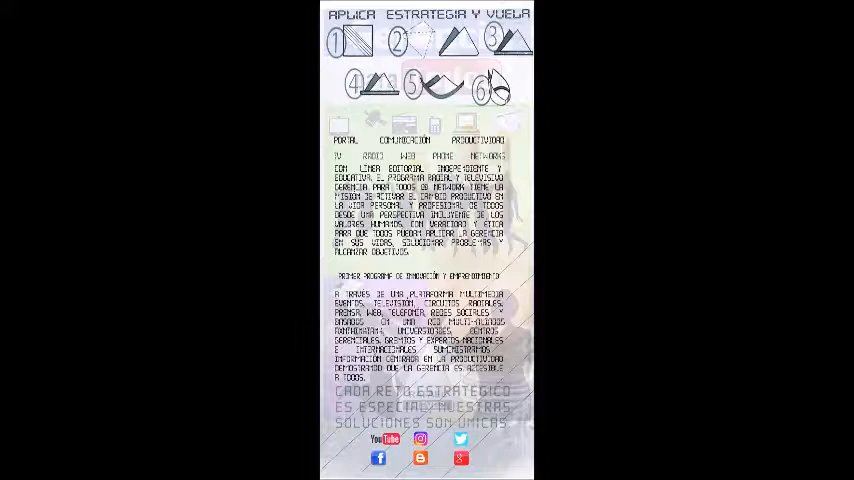 APLICA ESTRATEGIA Y VUELA
1 2 3
4 5 6
PORTAL COMUNICACIÓN PRODUCTIVIDAD
TV RADIO WEB PHONE NETWORKS
CON LÍNEA EDITORIAL INDEPENDIENTE Y
EDUCATIVA, EL PROGRAMA RADIAL Y TELEVISIVO
GERENCIA PARA TODOS @ NETWORK TIENE LA
MISIÓN DE ACTIVAR EL CAMBIO PRODUCTIVO EN
LA VIDA PERSONAL Y PROFESIONAL DE TODOS
DESDE UNA PERSPECTIVA INCLUYENTE DE LOS
VALORES HUMANOS, CON VERACIDAD Y ÉTICA
PARA QUE TODOS PUEDAN APLICAR LA GERENCIA
EN SUS VIDAS, SOLUCIONAR PROBLEMAS Y
ALCANZAR OBJETIVOS.
PRIMER PROGRAMA DE INNOVACIÓN Y EMPRENDIMIENTO
A TRAVÉS DE UNA PLATAFORMA MULTIMEDIA
EVENTOS, TELEVISIÓN, CIRCUITOS RADIALES,
PRENSA, WEB, TELEFONÍA, REDES SOCIALES Y
BASADOS EN UNA RED MULTI-ALIADOS
UNIVERSIDADES, CENTROS
GERENCIALES, GREMIOS Y EXPERTOS NACIONALES
E INTERNACIONALES SUMINISTRAMOS
INFORMACIÓN CENTRADA EN LA PRODUCTIVIDAD
DEMOSTRANDO QUE LA GERENCIA ES ACCESIBLE
A TODOS.
CADA RETO ESTRATEGICO
ES ESPECIAL, NUESTRAS
SOLUCIONES SON UNICAS
YouTube